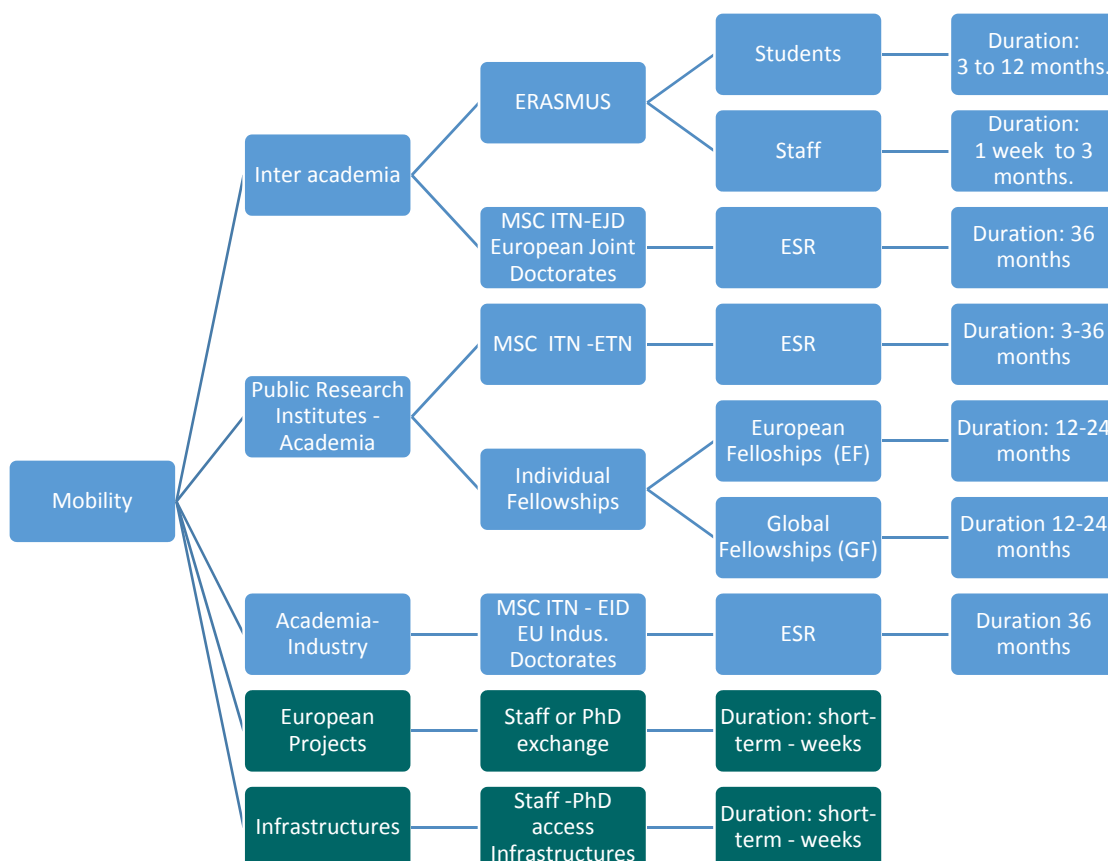 Mobility
Inter academia
ERASMUS
Students
Duration:
3 to 12 months.
Staff
Duration:
1 week  to 3
months.
MSC ITN-EJD
European Joint
Doctorates
ESR
Duration: 36
months
Public Research
Institutes -
Academia
MSC  ITN -ETN
ESR
Duration: 3-36
months
Individual
Fellowships
European
Felloships  (EF)
Duration: 12-24
months
Global
Fellowships (GF)
Duration 12-24
months
Academia-
Industry
MSC ITN - EID
EU Indus.
Doctorates
ESR
Duration 36
months
European
Projects
Staff or PhD
exchange
Duration: short-
term - weeks
Infrastructures
Staff -PhD
access
Infrastructures
Duration: short-
term - weeks